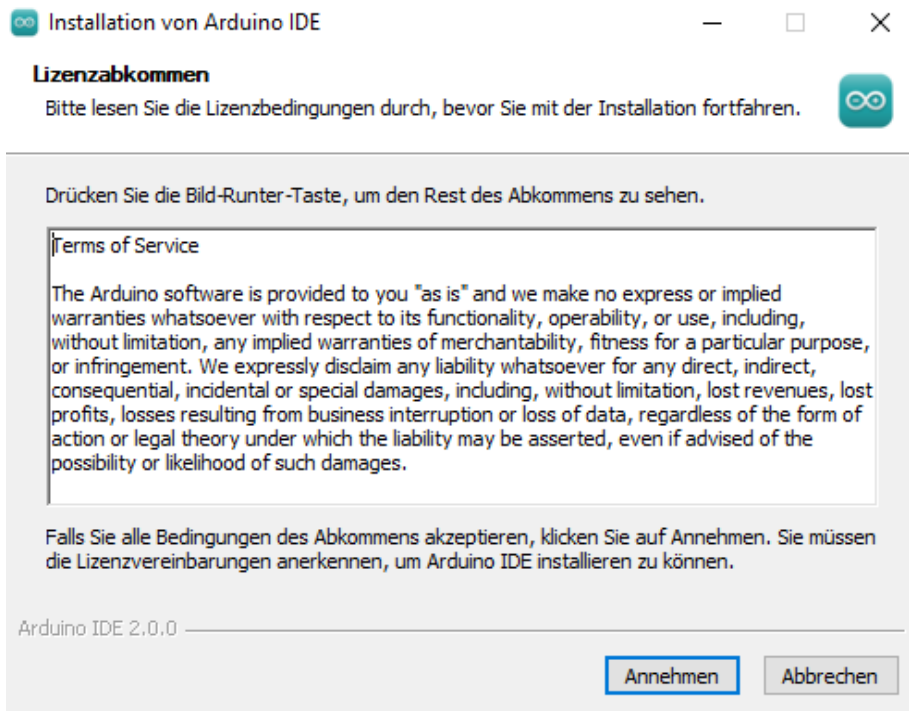 Installation von Arduino IDE
Lizenzabkommen
Bitte lesen Sie die Lizenzbedingungen durch, bevor Sie mit der Installation fortfahren.
Drücken Sie die Bild-Runter-Taste, um den Rest des Abkommens zu sehen.
Terms of Service
The Arduino software is provided to you "as is" and we make no express or implied
warranties whatsoever with respect to its functionality, operability, or use, including,
without limitation, any implied warranties of merchantability, fitness for a particular purpose,
or infringement. We expressly disclaim any liability whatsoever for any direct, indirect,
consequential, incidental or special damages, including, without limitation, lost revenues, lost
profits, losses resulting from business interruption or loss of data, regardless of the form of
action or legal theory under which the liability may be asserted, even if advised of the
possibility or likelihood of such damages.
Falls Sie alle Bedingungen des Abkommens akzeptieren, klicken Sie auf Annehmen. Sie müssen
die Lizenzvereinbarungen anerkennen, um Arduino IDE installieren zu können.
Arduino IDE 2.0.0
Annehmen Abbrechen